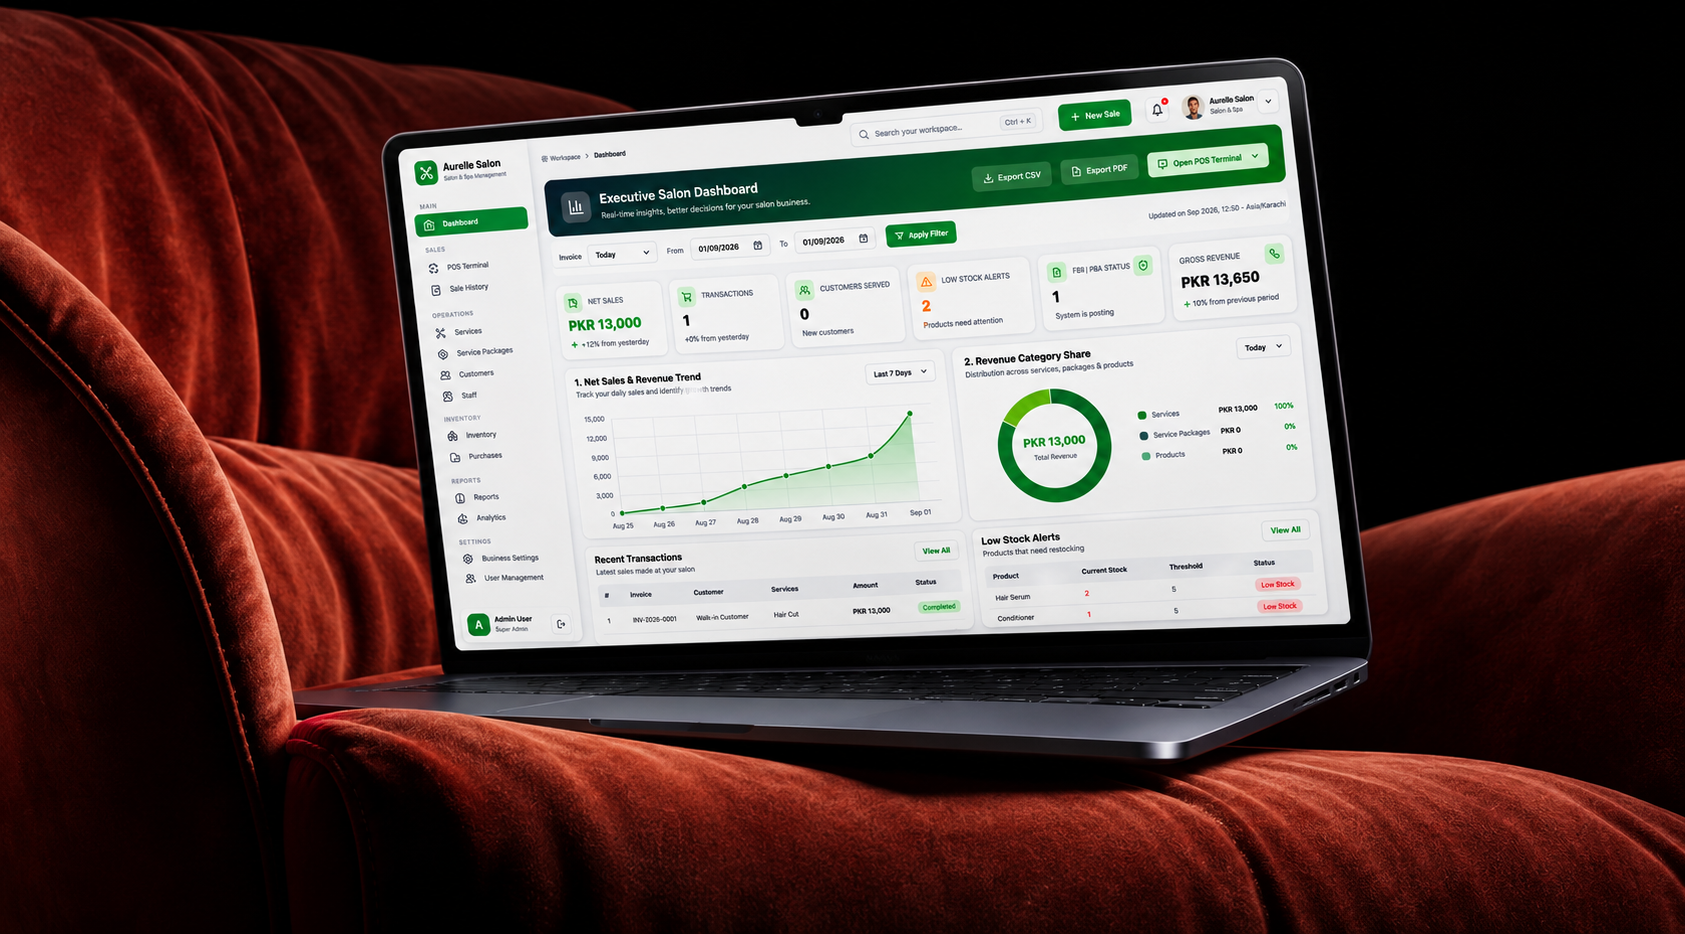 Aurelle Salon
Salon & Spa Management
MAIN
Dashboard
SALES
POS Terminal
Sale History
OPERATIONS
Services
Service Packages
Customers
Staff
INVENTORY
Inventory
Purchases
REPORTS
Reports
Analytics
SETTINGS
Business Settings
User Management
A
Admin User
Super Admin
Workspace > Dashboard
Search your workspace...
Ctrl + K
+ New Sale
Aurelle Salon
Salon & Spa
Executive Salon Dashboard
Real-time insights, better decisions for your salon business.
Export CSV
Export PDF
Open POS Terminal
Updated on Sep 2026, 12:50 - Asia/Karachi
Invoice
Today
From
01/09/2026
To
01/09/2026
Apply Filter
NET SALES
PKR 13,000
+ +12% from yesterday
TRANSACTIONS
1
+0% from yesterday
CUSTOMERS SERVED
0
New customers
LOW STOCK ALERTS
2
Products need attention
FBR | PBA STATUS
1
System is posting
GROSS REVENUE
PKR 13,650
+ 10% from previous period
1. Net Sales & Revenue Trend
Track your daily sales and identify growth trends
Last 7 Days
15,000
12,000
9,000
6,000
3,000
0
Aug 25
Aug 26
Aug 27
Aug 28
Aug 29
Aug 30
Aug 31
Sep 01
2. Revenue Category Share
Distribution across services, packages & products
Today
PKR 13,000
Total Revenue
Services PKR 13,000 100%
Service Packages PKR 0 0%
Products PKR 0 0%
Recent Transactions
Latest sales made at your salon
View All
# Invoice Customer Services Amount Status
1 INV-2026-0001 Walk-in Customer Hair Cut PKR 13,000 Completed
Low Stock Alerts
Products that need restocking
View All
Product Current Stock Threshold Status
Hair Serum 2 5 Low Stock
Conditioner 1 5 Low Stock